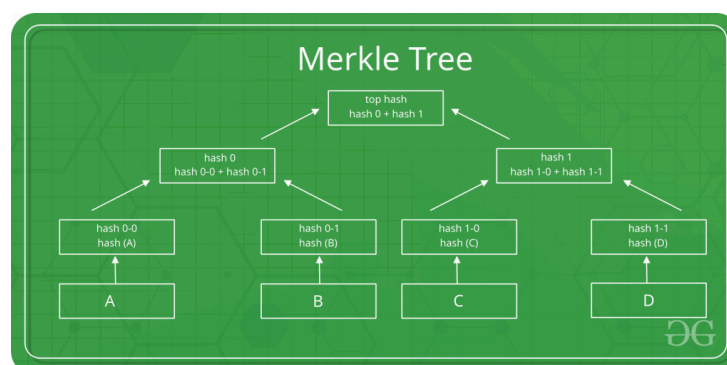 Merkle Tree
top hash
hash 0 + hash 1
hash 0
hash 0-0 + hash 0-1
hash 1
hash 1-0 + hash 1-1
hash 0-0
hash (A)
hash 0-1
hash (B)
hash 1-0
hash (C)
hash 1-1
hash (D)
A
B
C
D